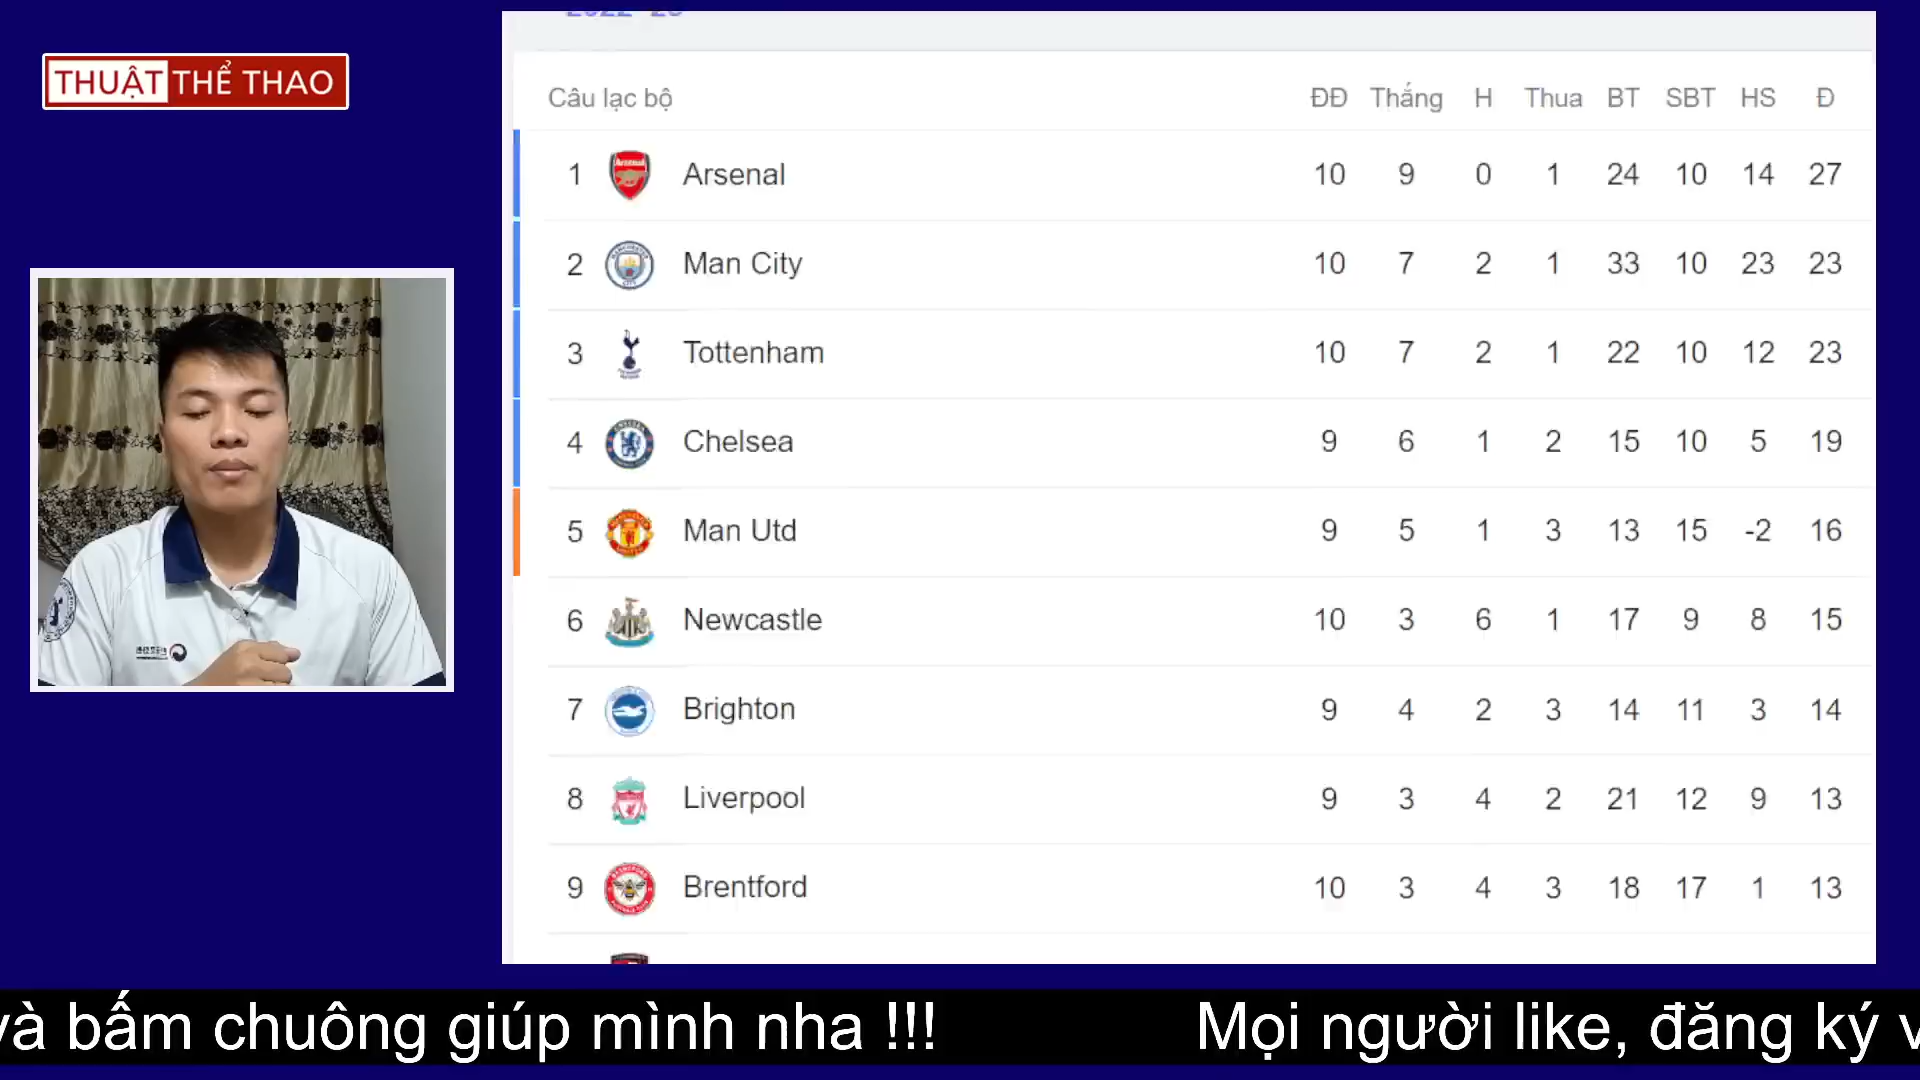 2022-23
THUẬT THỂ THAO
Câu lạc bộ ĐĐ Thắng H Thua BT SBT HS Đ
1 Arsenal 10 9 0 1 24 10 14 27
2 Man City 10 7 2 1 33 10 23 23
3 Tottenham 10 7 2 1 22 10 12 23
4 Chelsea 9 6 1 2 15 10 5 19
5 Man Utd 9 5 1 3 13 15 -2 16
6 Newcastle 10 3 6 1 17 9 8 15
7 Brighton 9 4 2 3 14 11 3 14
8 Liverpool 9 3 4 2 21 12 9 13
9 Brentford 10 3 4 3 18 17 1 13
và bấm chuông giúp mình nha !!! Mọi người like, đăng ký v